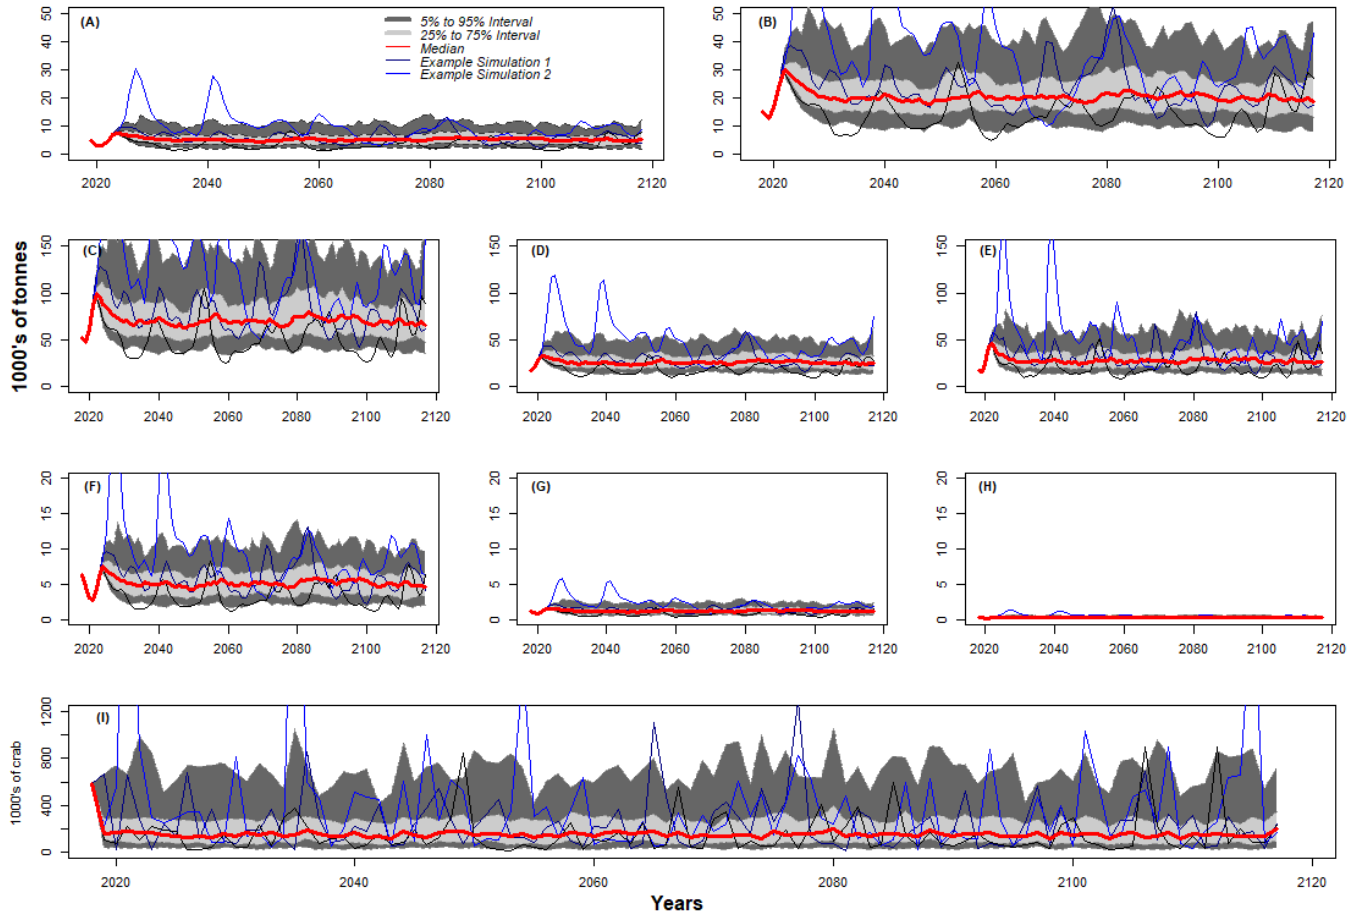 (A)
5% to 95% Interval
25% to 75% Interval
Median
Example Simulation 1
Example Simulation 2
0 10 20 30 40 50
2020 2040 2060 2080 2100 2120
(B)
0 10 20 30 40 50
2020 2040 2060 2080 2100 2120
1000's of tonnes
(C)
0 50 100 150
2020 2040 2060 2080 2100 2120
(D)
0 50 100 150
2020 2040 2060 2080 2100 2120
(E)
0 50 100 150
2020 2040 2060 2080 2100 2120
(F)
0 5 10 15 20
2020 2040 2060 2080 2100 2120
(G)
0 5 10 15 20
2020 2040 2060 2080 2100 2120
(H)
0 5 10 15 20
2020 2040 2060 2080 2100 2120
1000's of crab
(I)
0 400 800 1200
2020 2040 2060 2080 2100 2120
Years